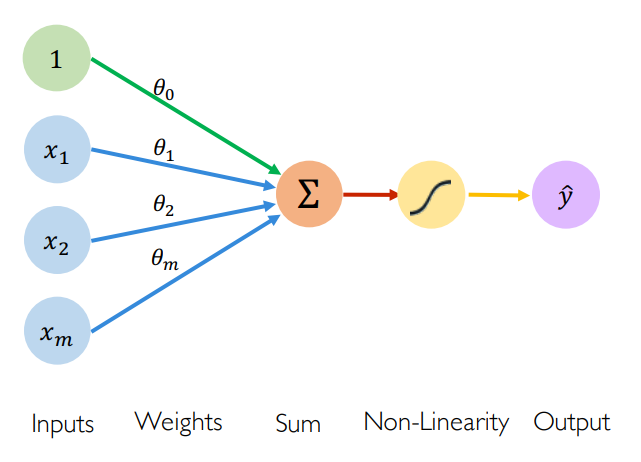 1
θ₀
x₁
θ₁
x₂
θ₂
xₘ
θₘ
Σ
ŷ
Inputs Weights Sum Non-Linearity Output